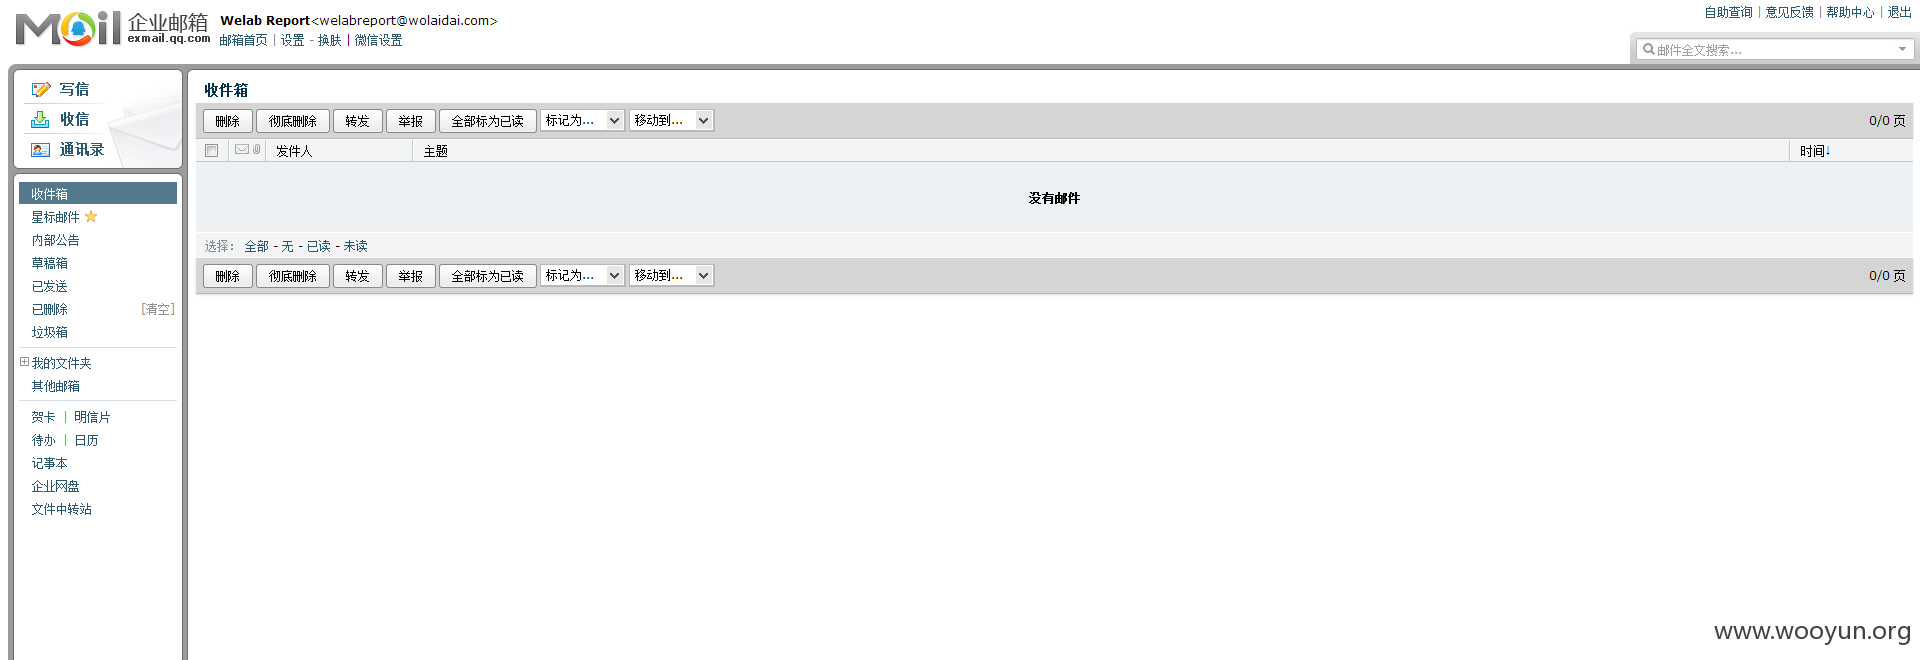 Mail 企业邮箱 exmail.qq.com
Welab Report<welabreport@wolaidai.com>
邮箱首页 | 设置 - 换肤 | 微信设置
自助查询 | 意见反馈 | 帮助中心 | 退出
邮件全文搜索...
写信
收信
通讯录
收件箱
星标邮件
内部公告
草稿箱
已发送
已删除 [清空]
垃圾箱
我的文件夹
其他邮箱
贺卡 | 明信片
待办 | 日历
记事本
企业网盘
文件中转站
收件箱
删除 彻底删除 转发 举报 全部标为已读 标记为... 移动到... 0/0 页
发件人 主题 时间↓
没有邮件
选择： 全部 - 无 - 已读 - 未读
删除 彻底删除 转发 举报 全部标为已读 标记为... 移动到... 0/0 页
www.wooyun.org